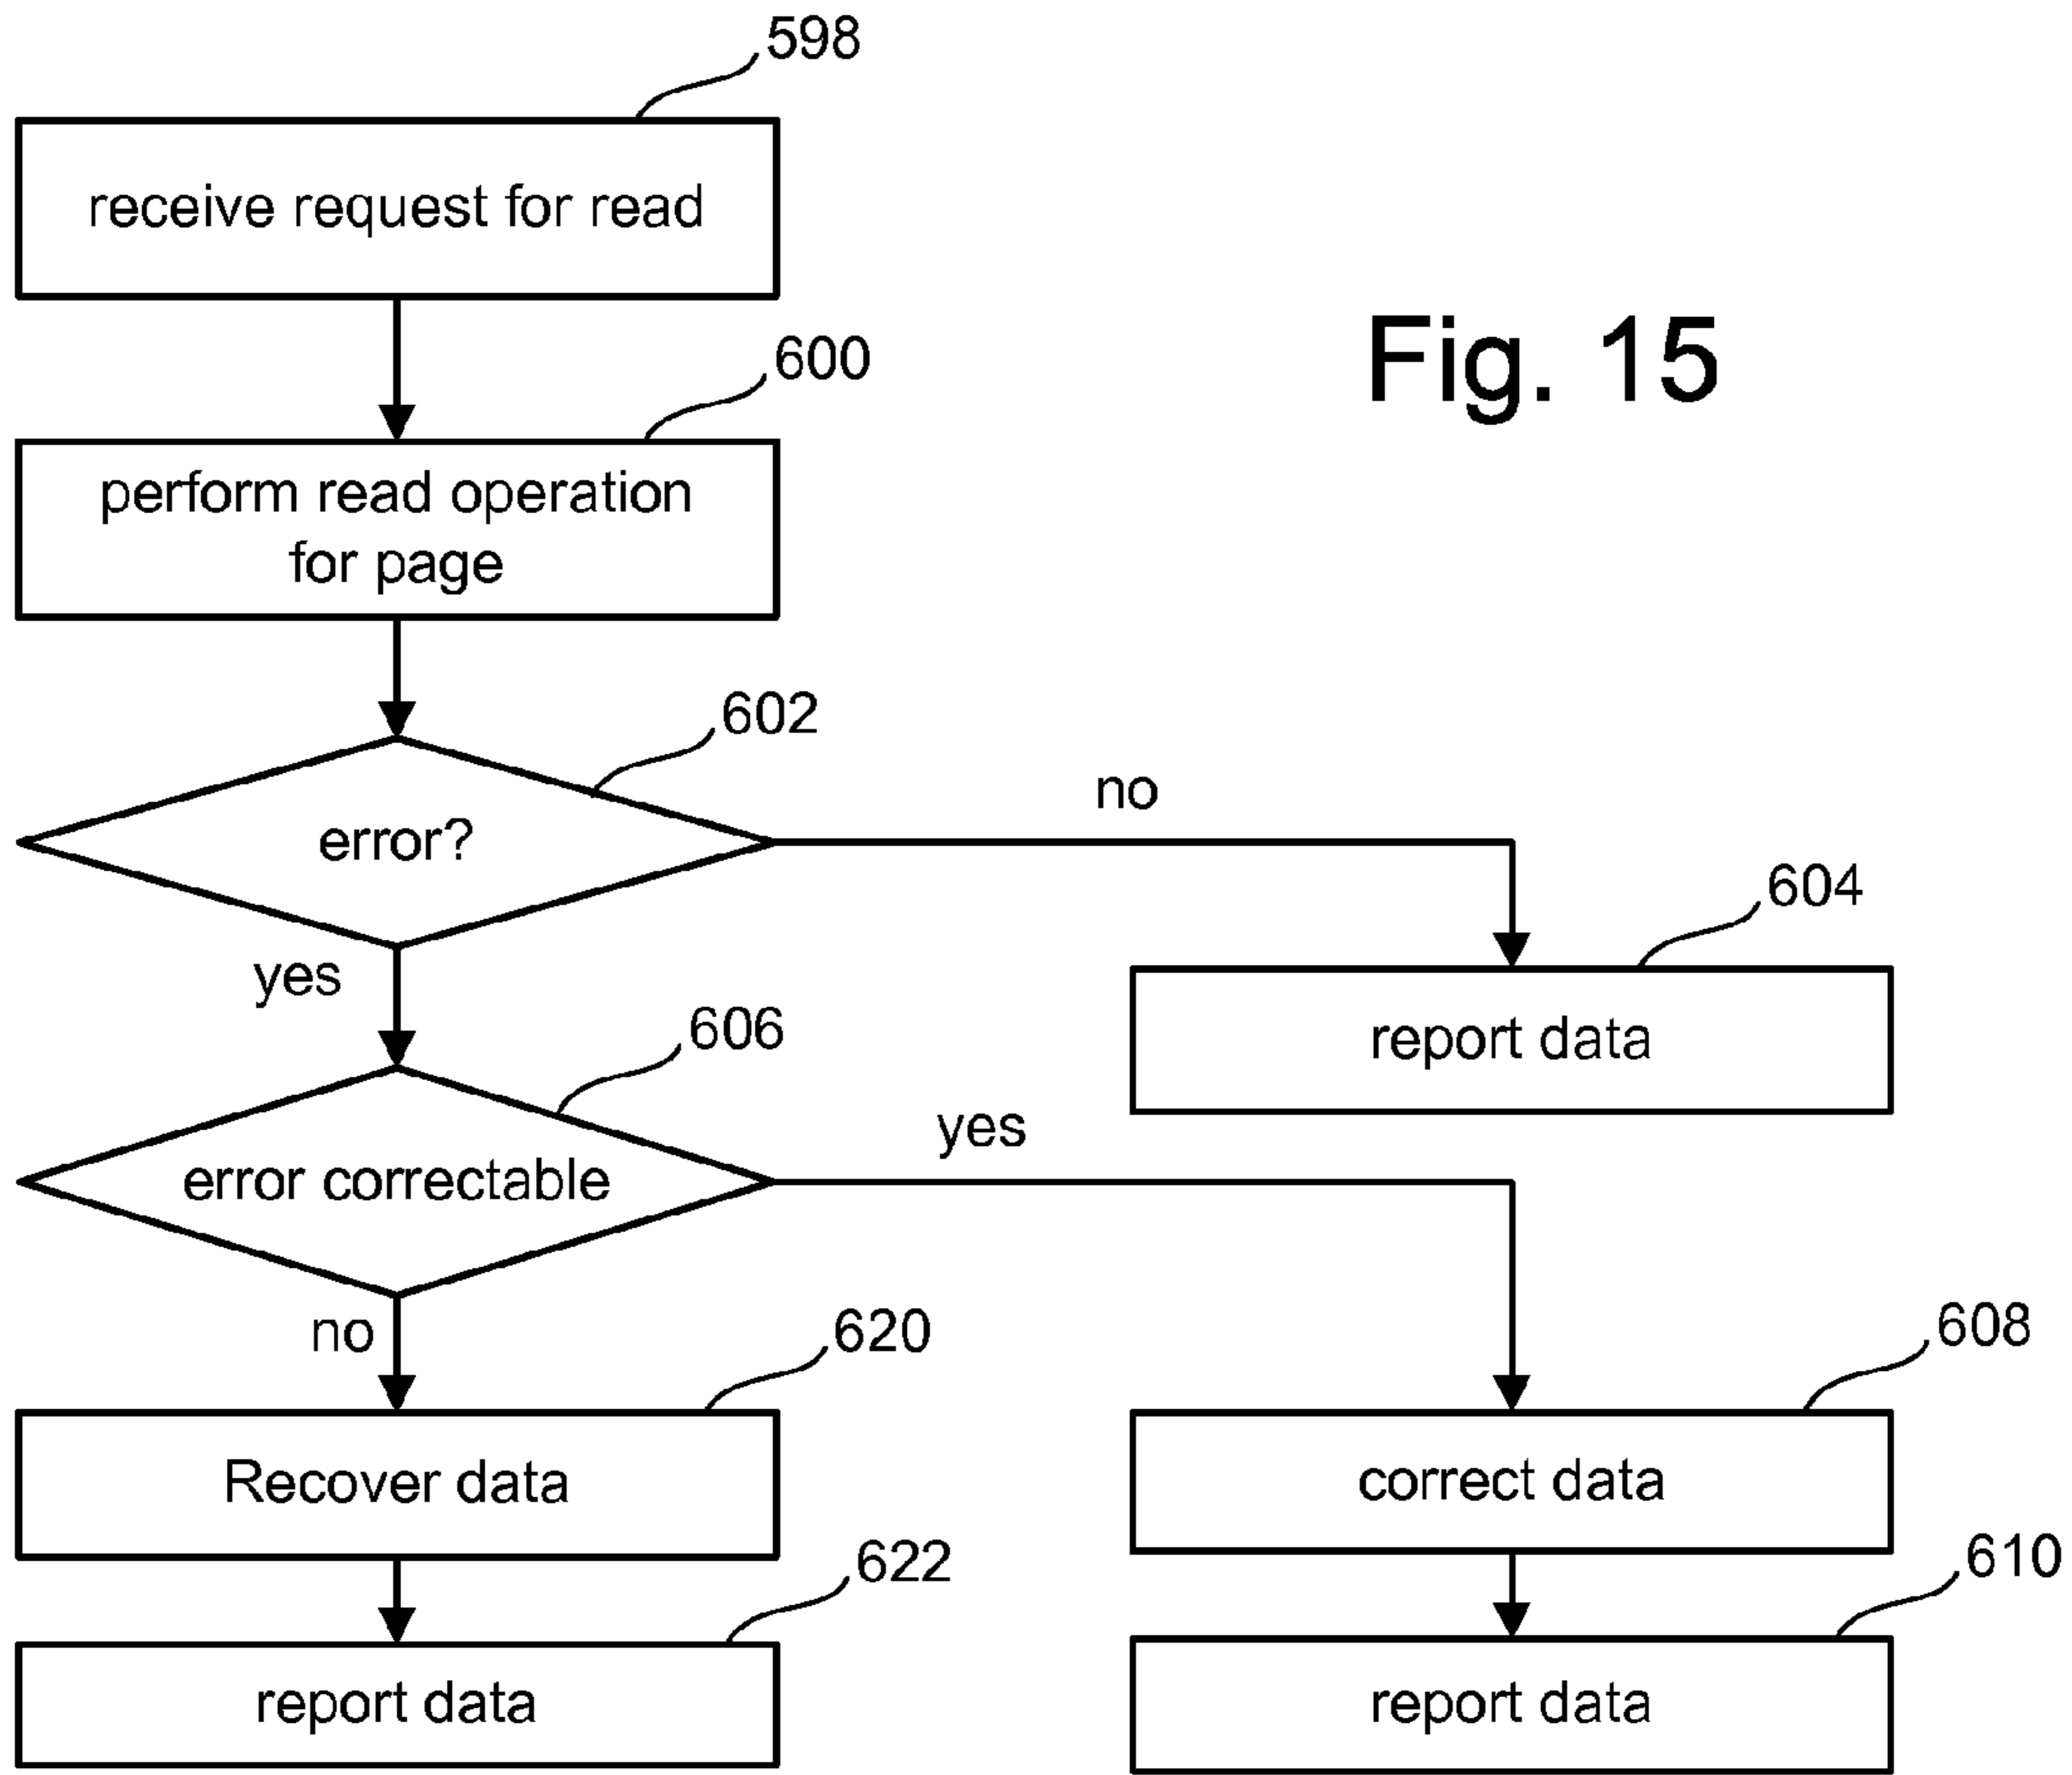 598
receive request for read
Fig. 15
600
perform read operation
for page
602
error?
no
604
report data
yes
606
error correctable
yes
no
620
Recover data
608
correct data
622
report data
610
report data